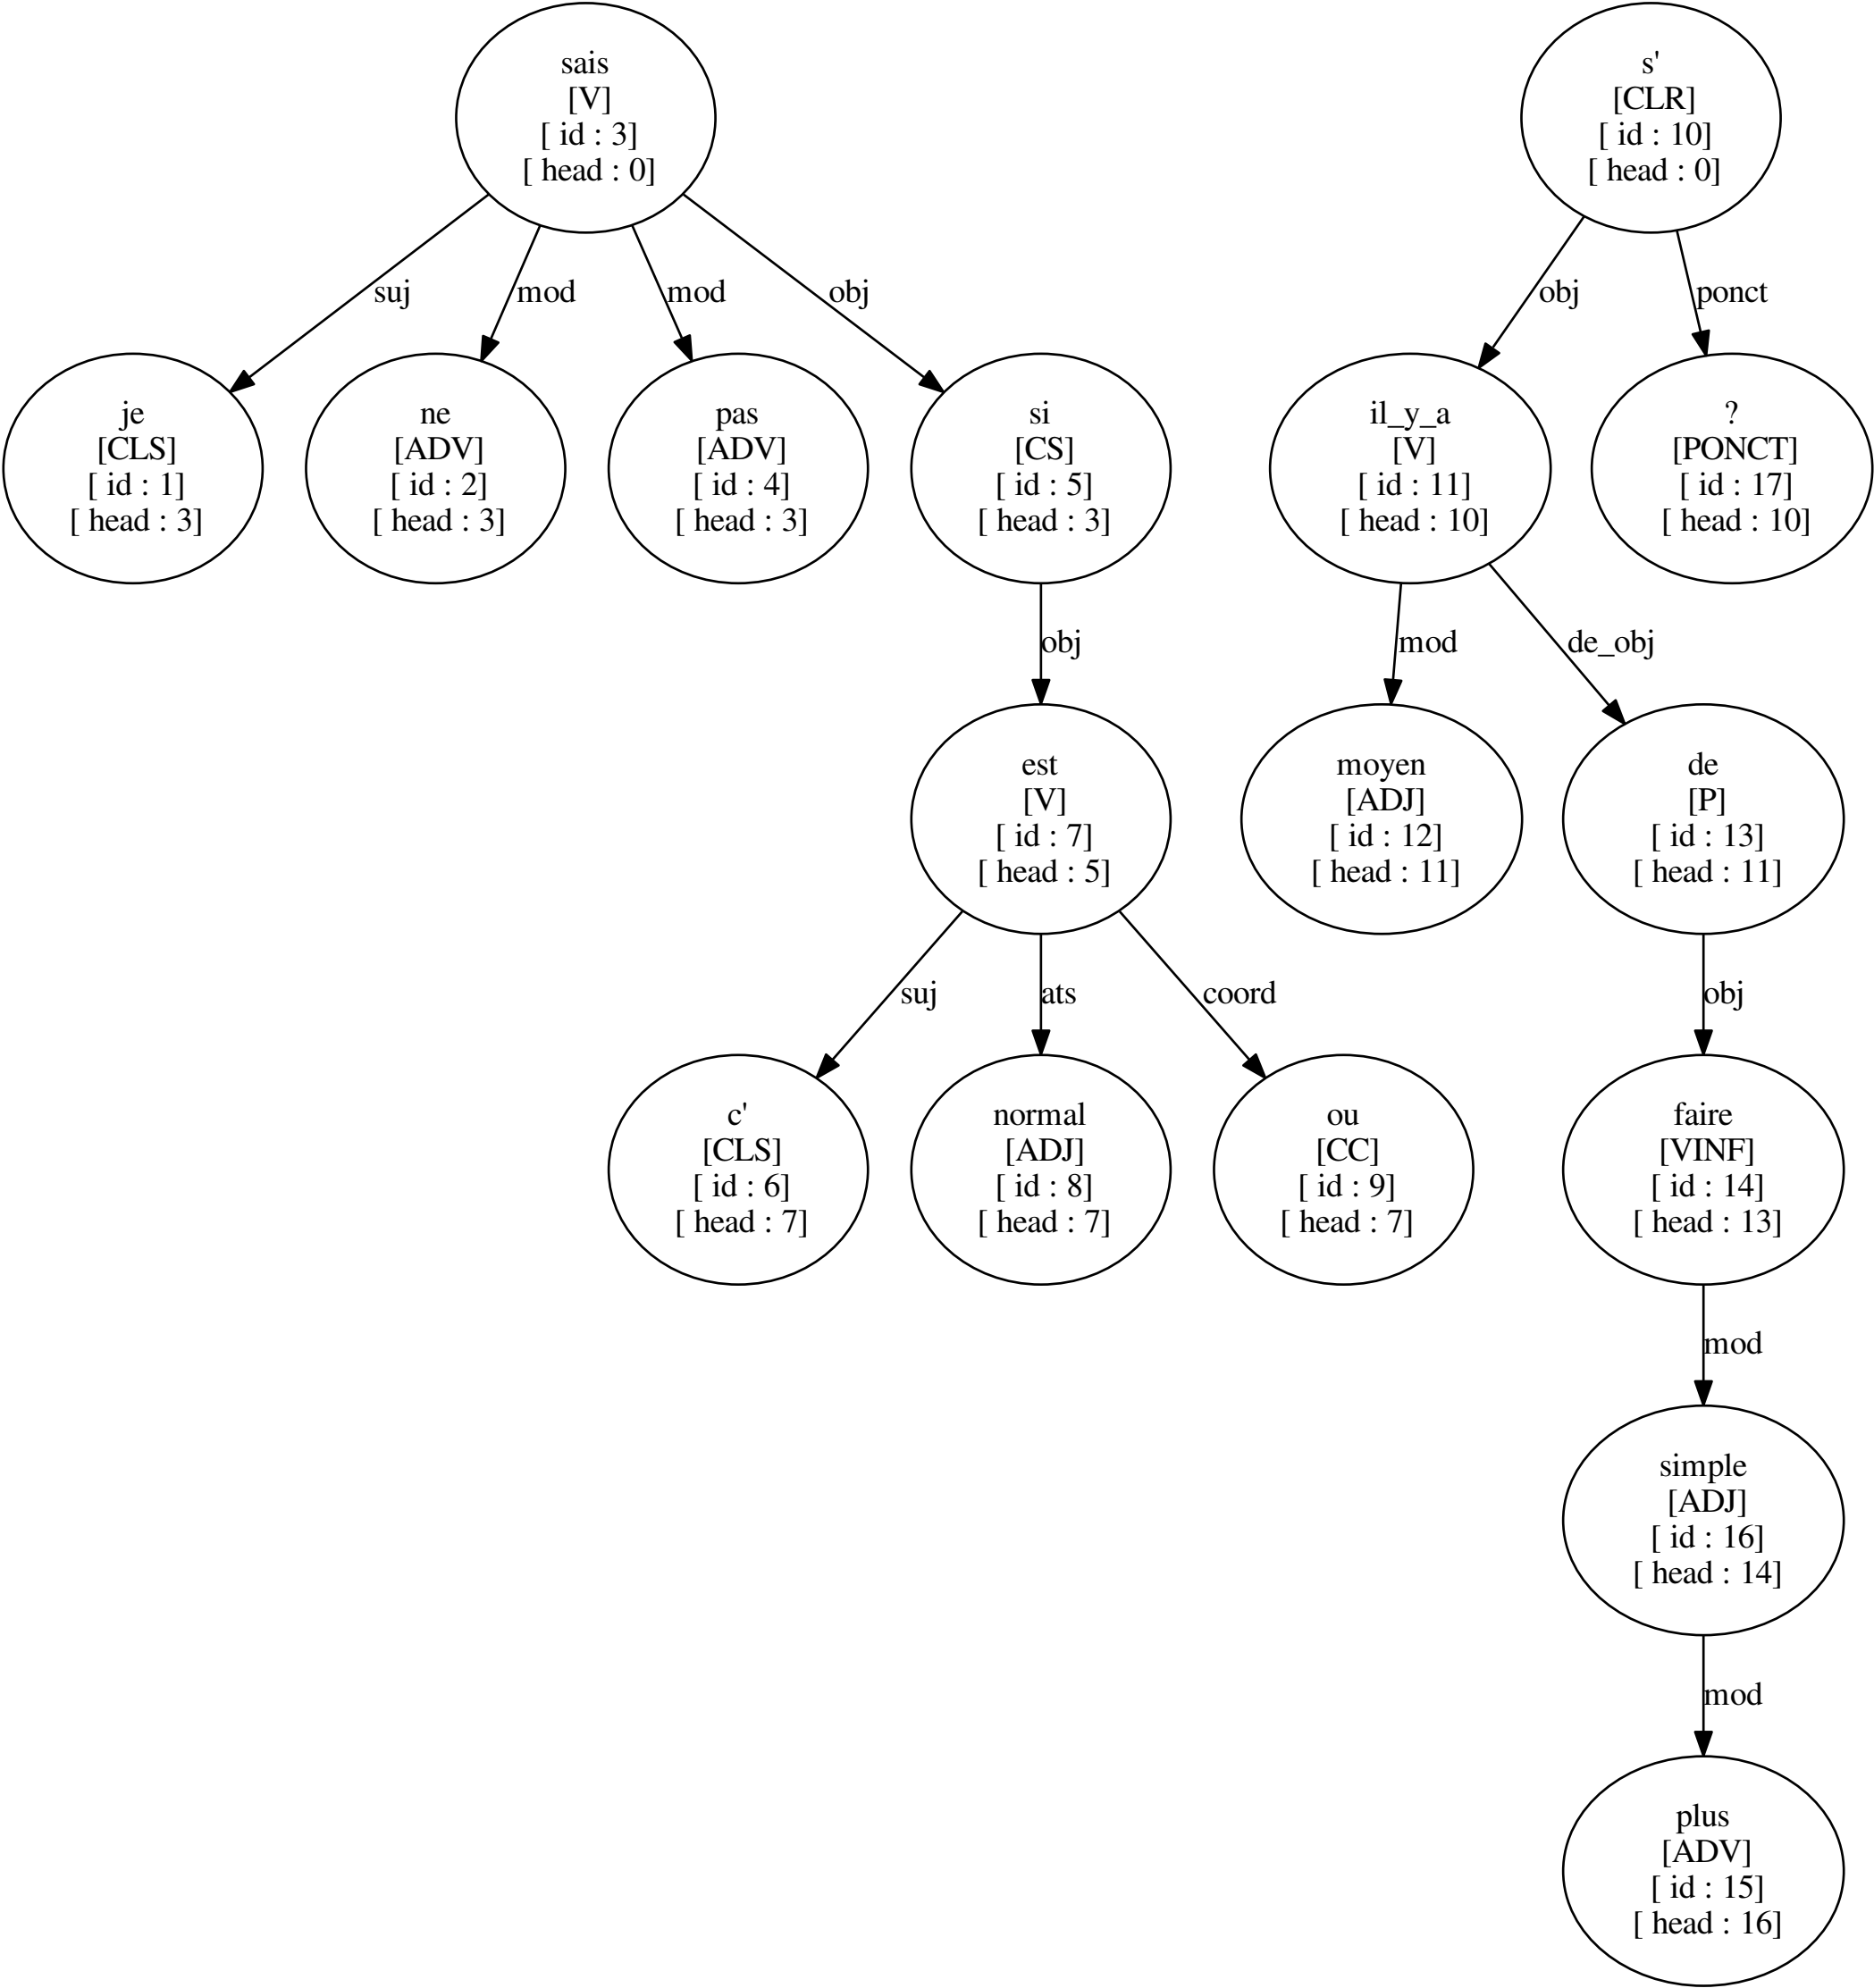 sais
[V]
[ id : 3]
[ head : 0]
s'
[CLR]
[ id : 10]
[ head : 0]
suj
mod
mod
obj
obj
ponct
je
[CLS]
[ id : 1]
[ head : 3]
ne
[ADV]
[ id : 2]
[ head : 3]
pas
[ADV]
[ id : 4]
[ head : 3]
si
[CS]
[ id : 5]
[ head : 3]
il_y_a
[V]
[ id : 11]
[ head : 10]
?
[PONCT]
[ id : 17]
[ head : 10]
obj
mod
de_obj
est
[V]
[ id : 7]
[ head : 5]
moyen
[ADJ]
[ id : 12]
[ head : 11]
de
[P]
[ id : 13]
[ head : 11]
suj
ats
coord
obj
c'
[CLS]
[ id : 6]
[ head : 7]
normal
[ADJ]
[ id : 8]
[ head : 7]
ou
[CC]
[ id : 9]
[ head : 7]
faire
[VINF]
[ id : 14]
[ head : 13]
mod
simple
[ADJ]
[ id : 16]
[ head : 14]
mod
plus
[ADV]
[ id : 15]
[ head : 16]